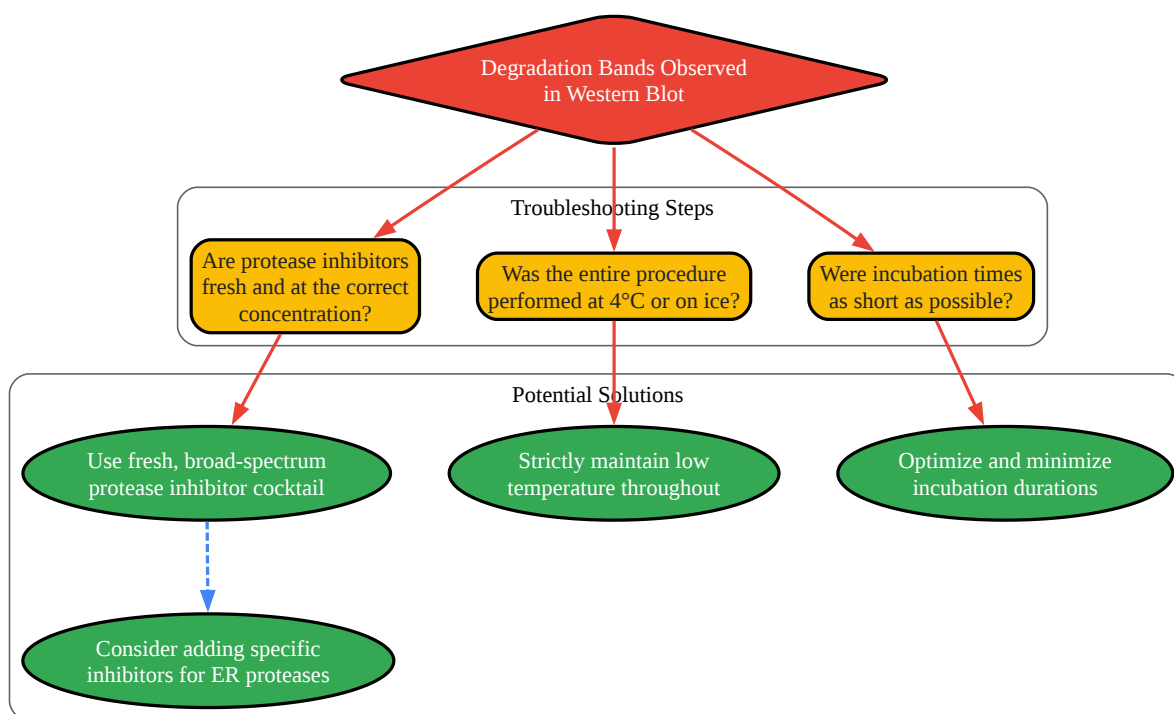 Degradation Bands Observed
in Western Blot
Troubleshooting Steps
Are protease inhibitors
fresh and at the correct
concentration?
Was the entire procedure
performed at 4°C or on ice?
Were incubation times
as short as possible?
Potential Solutions
Use fresh, broad-spectrum
protease inhibitor cocktail
Strictly maintain low
temperature throughout
Optimize and minimize
incubation durations
Consider adding specific
inhibitors for ER proteases